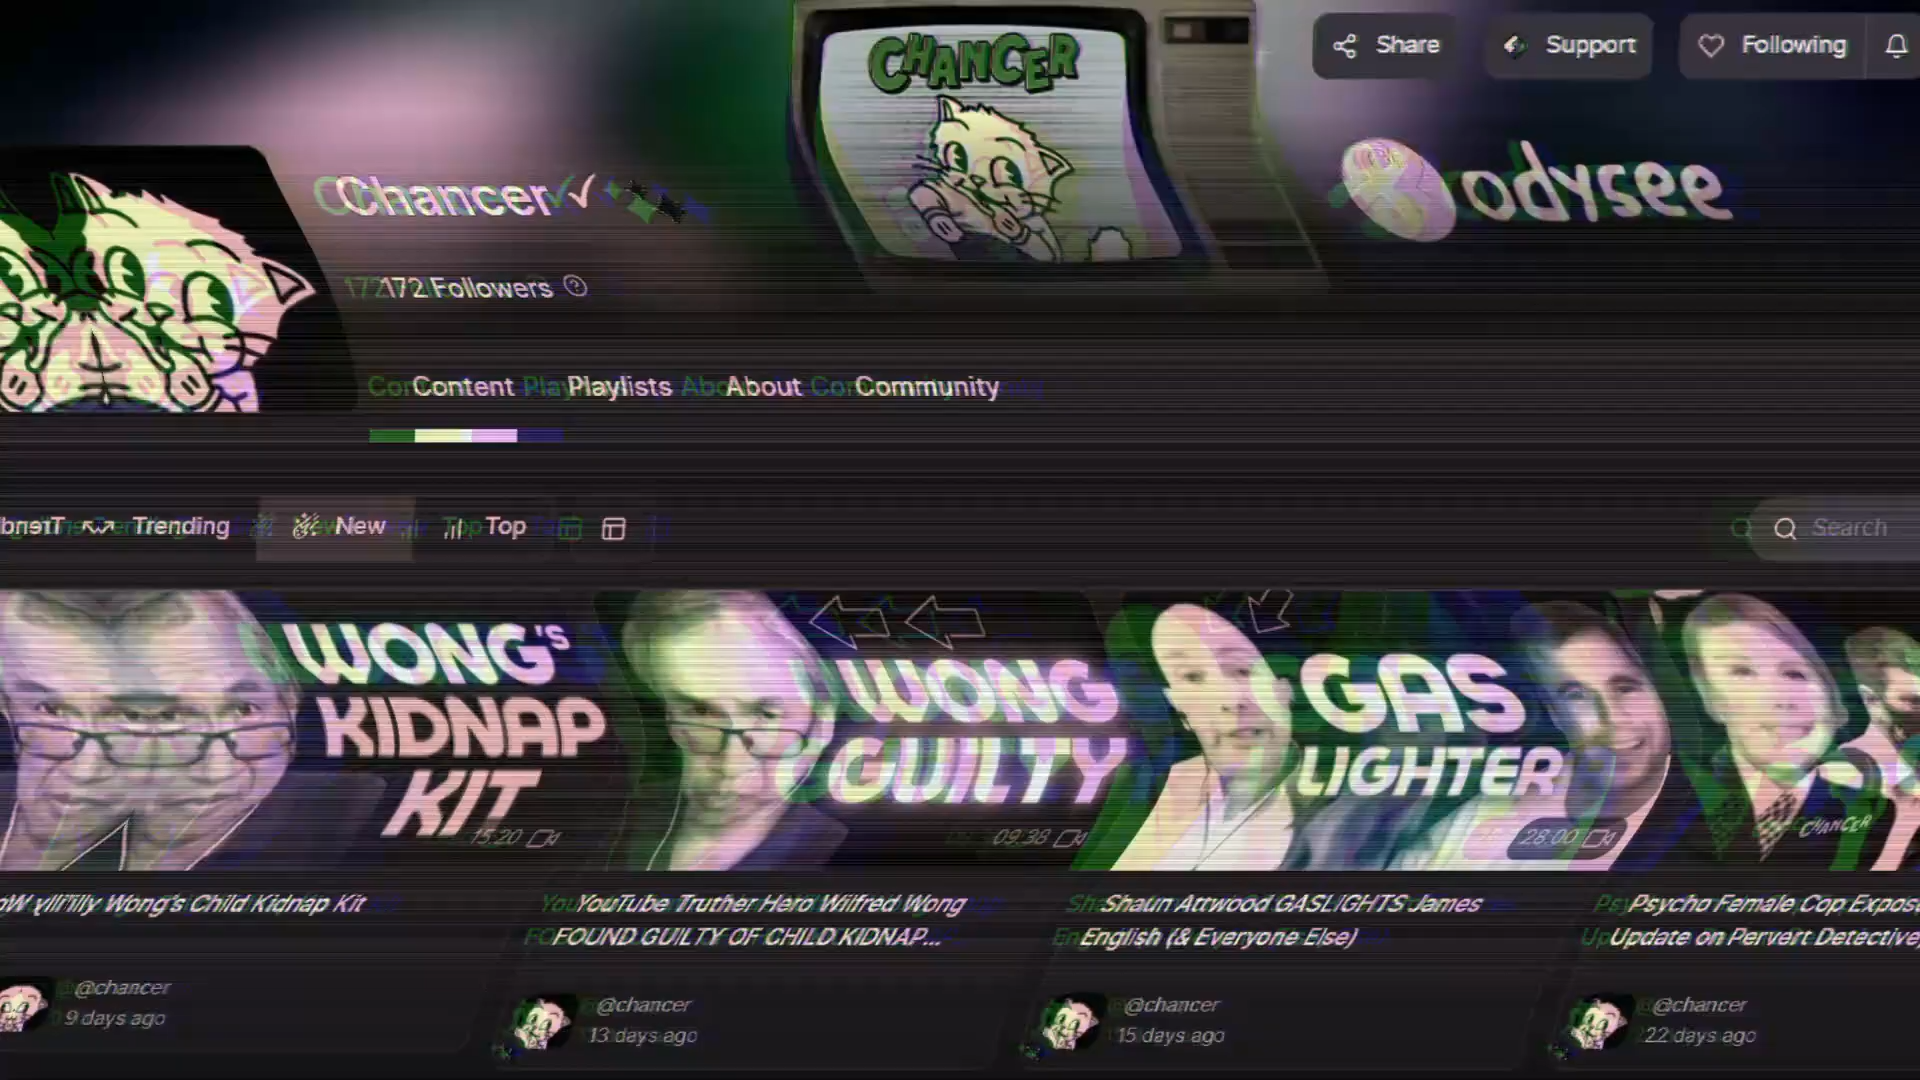 CHANCER
Share
Support
Following
Chancer
odysee
172 Followers
Content
Playlists
About
Community
Trending
New
Top
Search
WONG'S
KIDNAP
KIT
15:20
WONG
GUILTY
09:38
GAS
LIGHTER
28:00
CHANCER
Wong's Child Kidnap Kit
YouTube Truther Hero Wilfred Wong
FOUND GUILTY OF CHILD KIDNAP...
Shaun Attwood GASLIGHTS James
English (& Everyone Else)
Psycho Female Cop
Update on Pervert Detective
@chancer
9 days ago
@chancer
13 days ago
@chancer
15 days ago
@chancer
22 days ago